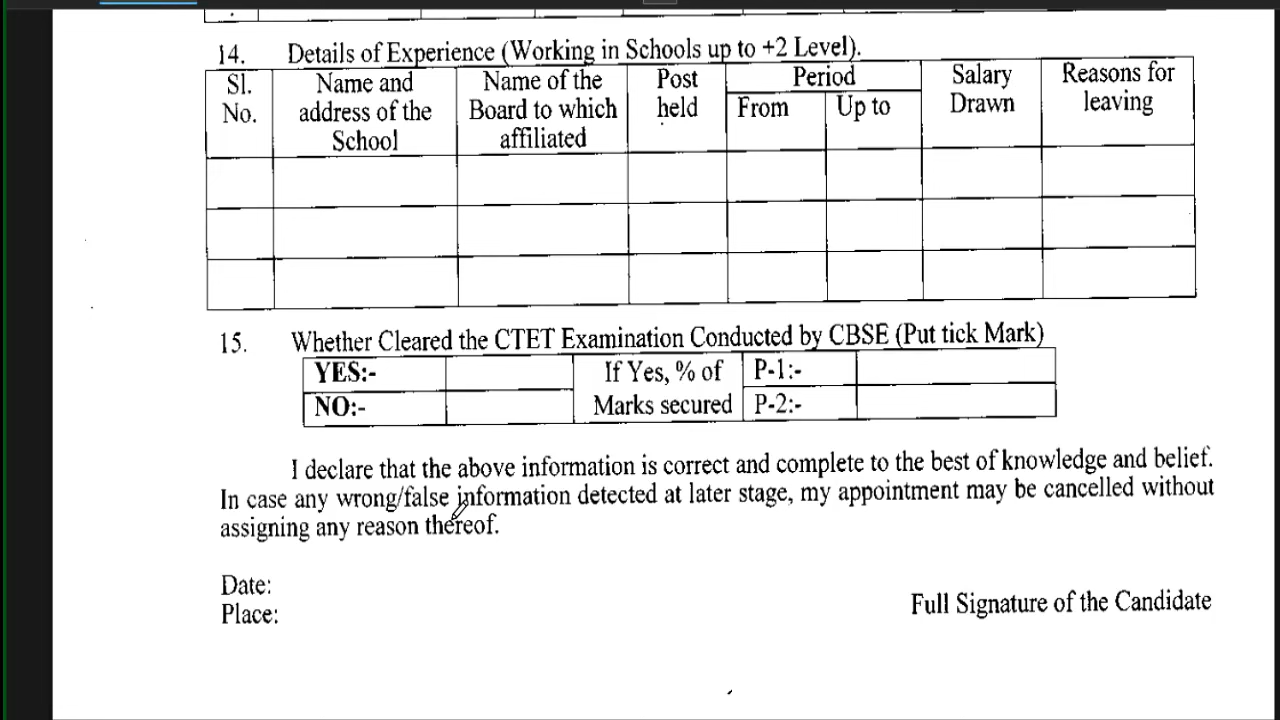 14. Details of Experience (Working in Schools up to +2 Level).
Sl. No. Name and address of the School Name of the Board to which affiliated Post held Period Salary Drawn Reasons for leaving
From Up to
15. Whether Cleared the CTET Examination Conducted by CBSE (Put tick Mark)
YES:- If Yes, % of P-1:-
NO:- Marks secured P-2:-
I declare that the above information is correct and complete to the best of knowledge and belief.
In case any wrong/false information detected at later stage, my appointment may be cancelled without
assigning any reason thereof.
Date:
Place:
Full Signature of the Candidate